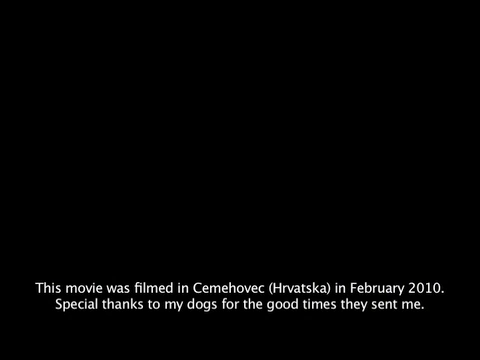 This movie was filmed in Cemehovec (Hrvatska) in February 2010.
Special thanks to my dogs for the good times they sent me.